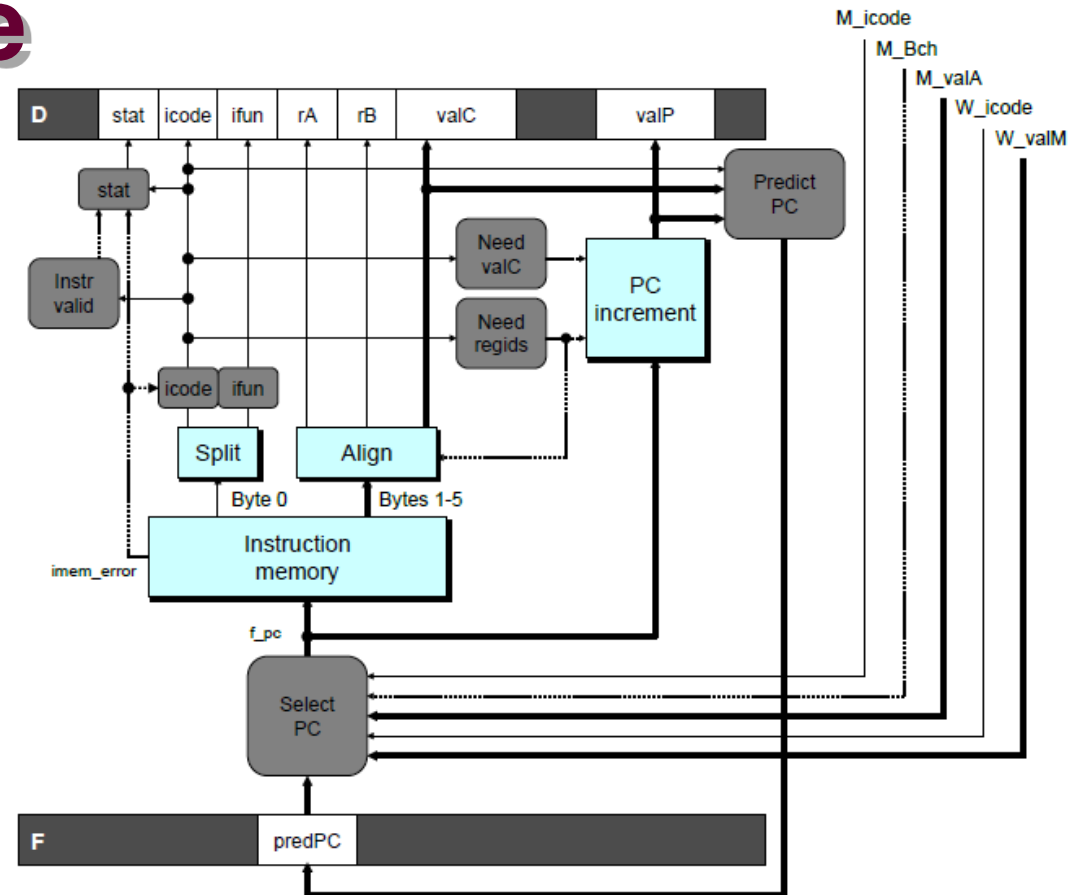 e
M_icode
M_Bch
M_valA
W_icode
W_valM
D stat icode ifun rA rB valC valP
stat
Predict
PC
Need
valC
Instr
valid
PC
increment
Need
regids
icode ifun
Split
Align
Byte 0
Bytes 1-5
Instruction
memory
imem_error
f_pc
Select
PC
F predPC